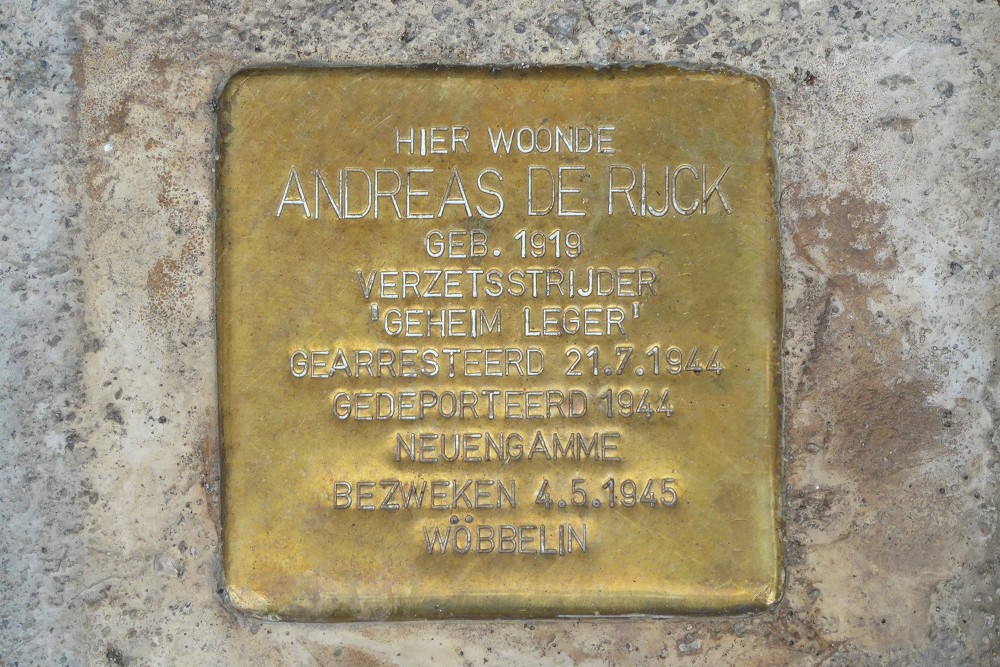 HIER WOONDE
ANDREAS DE RIJCK
GEB. 1919
VERZETSSTRIJDER
'GEHEIM LEGER'
GEARRESTEERD 21.7.1944
GEDEPORTEERD 1944
NEUENGAMME
BEZWEKEN 4.5.1945
WÖBBELIN